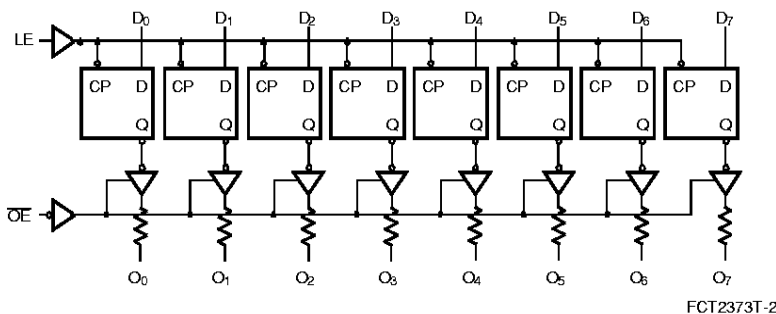 D0 D1 D2 D3 D4 D5 D6 D7
LE
CP D CP D CP D CP D CP D CP D CP D CP D
Q Q Q Q Q Q Q Q
OE
O0 O1 O2 O3 O4 O5 O6 O7
FCT2373T-2